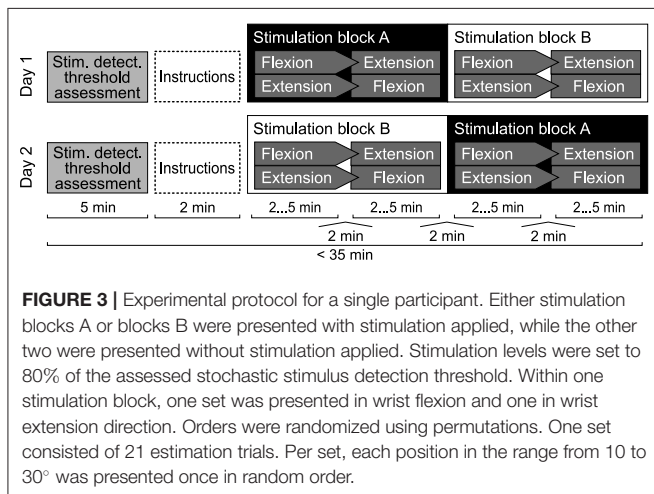 Day 1
Stim. detect.
threshold
assessment
Instructions
Stimulation block A
Flexion
Extension
Extension
Flexion
Stimulation block B
Flexion
Extension
Extension
Flexion
Day 2
Stim. detect.
threshold
assessment
Instructions
Stimulation block B
Flexion
Extension
Extension
Flexion
Stimulation block A
Flexion
Extension
Extension
Flexion
5 min
2 min
2...5 min
2...5 min
2...5 min
2...5 min
2 min
2 min
2 min
< 35 min
FIGURE 3 | Experimental protocol for a single participant. Either stimulation
blocks A or blocks B were presented with stimulation applied, while the other
two were presented without stimulation applied. Stimulation levels were set to
80% of the assessed stochastic stimulus detection threshold. Within one
stimulation block, one set was presented in wrist flexion and one in wrist
extension direction. Orders were randomized using permutations. One set
consisted of 21 estimation trials. Per set, each position in the range from 10 to
30° was presented once in random order.